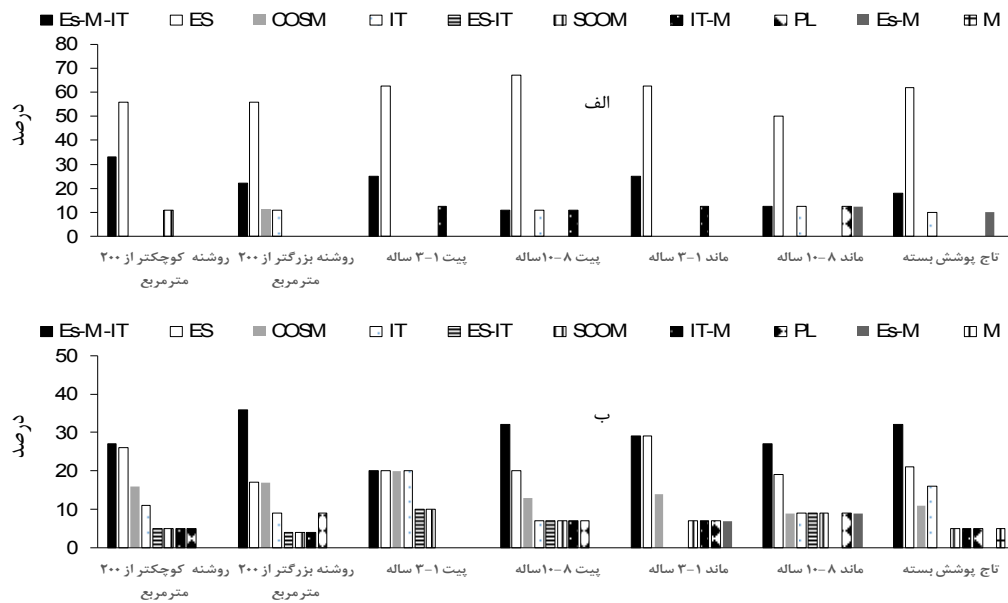 Es-M-IT ES COSM IT ES-IT SCOM IT-M PL Es-M M
80
70
60
50
40
30
20
10
0
درصد
الف
روشنه کوچکتر از ۲۰۰ مترمربع
روشنه بزرگتر از ۲۰۰ مترمربع
پیت ۱-۳ ساله
پیت ۸-۱۰ساله
ماند ۱-۳ ساله
ماند ۸-۱۰ ساله
تاج پوشش بسته
Es-M-IT ES COSM IT ES-IT SCOM IT-M PL Es-M M
50
40
30
20
10
0
درصد
ب
روشنه کوچکتر از ۲۰۰ مترمربع
روشنه بزرگتر از ۲۰۰ مترمربع
پیت ۱-۳ ساله
پیت ۸-۱۰ساله
ماند ۱-۳ ساله
ماند ۸-۱۰ ساله
تاج پوشش بسته